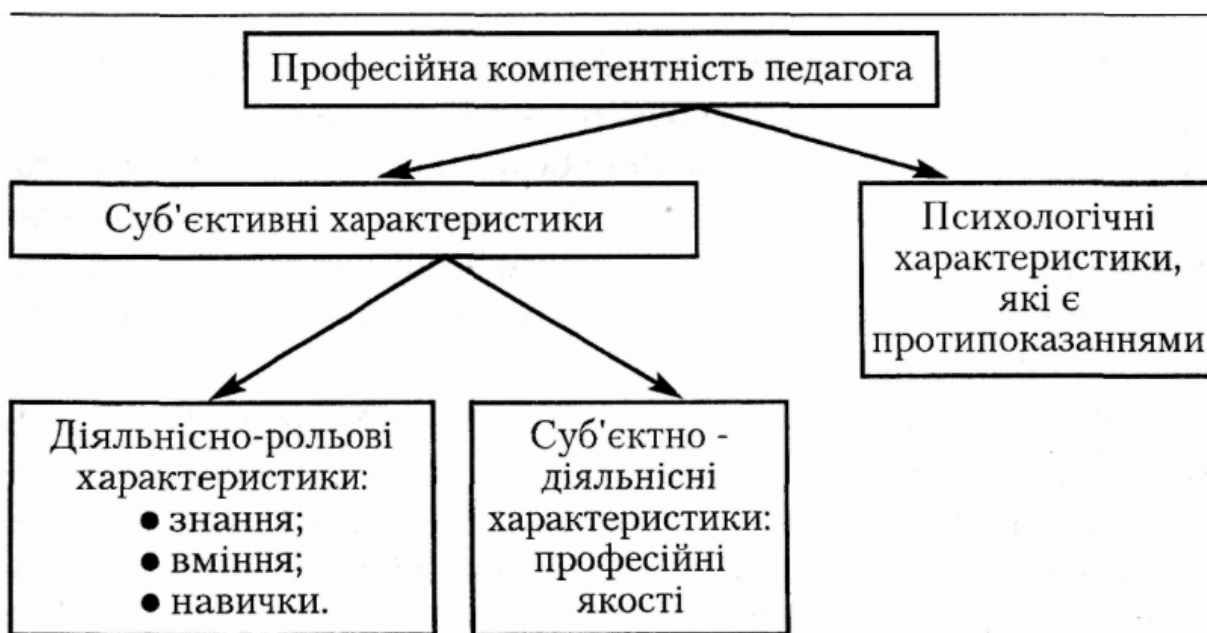 Професійна компетентність педагога
Суб'єктивні характеристики
Психологічні
характеристики,
які є
протипоказаннями
Діяльнісно-рольові
характеристики:
● знання;
● вміння;
● навички.
Суб'єктно -
діяльнісні
характеристики:
професійні
якості